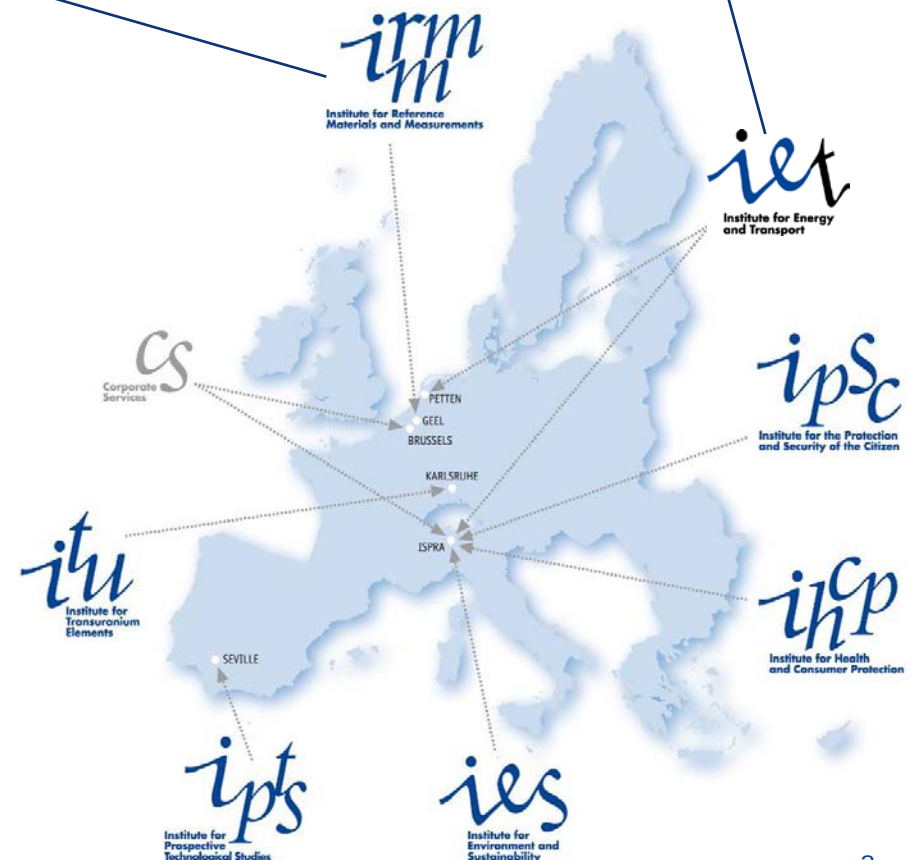 irmm
Institute for Reference
Materials and Measurements
iet
Institute for Energy
and Transport
cs
Corporate
Services
ipsc
Institute for the Protection
and Security of the Citizen
PETTEN
GEEL
BRUSSELS
KARLSRUHE
ISPRA
itu
Institute for
Transuranium
Elements
ihcp
Institute for Health
and Consumer Protection
SEVILLE
ipts
Institute for
Prospective
Technological Studies
ies
Institute for
Environment and
Sustainability